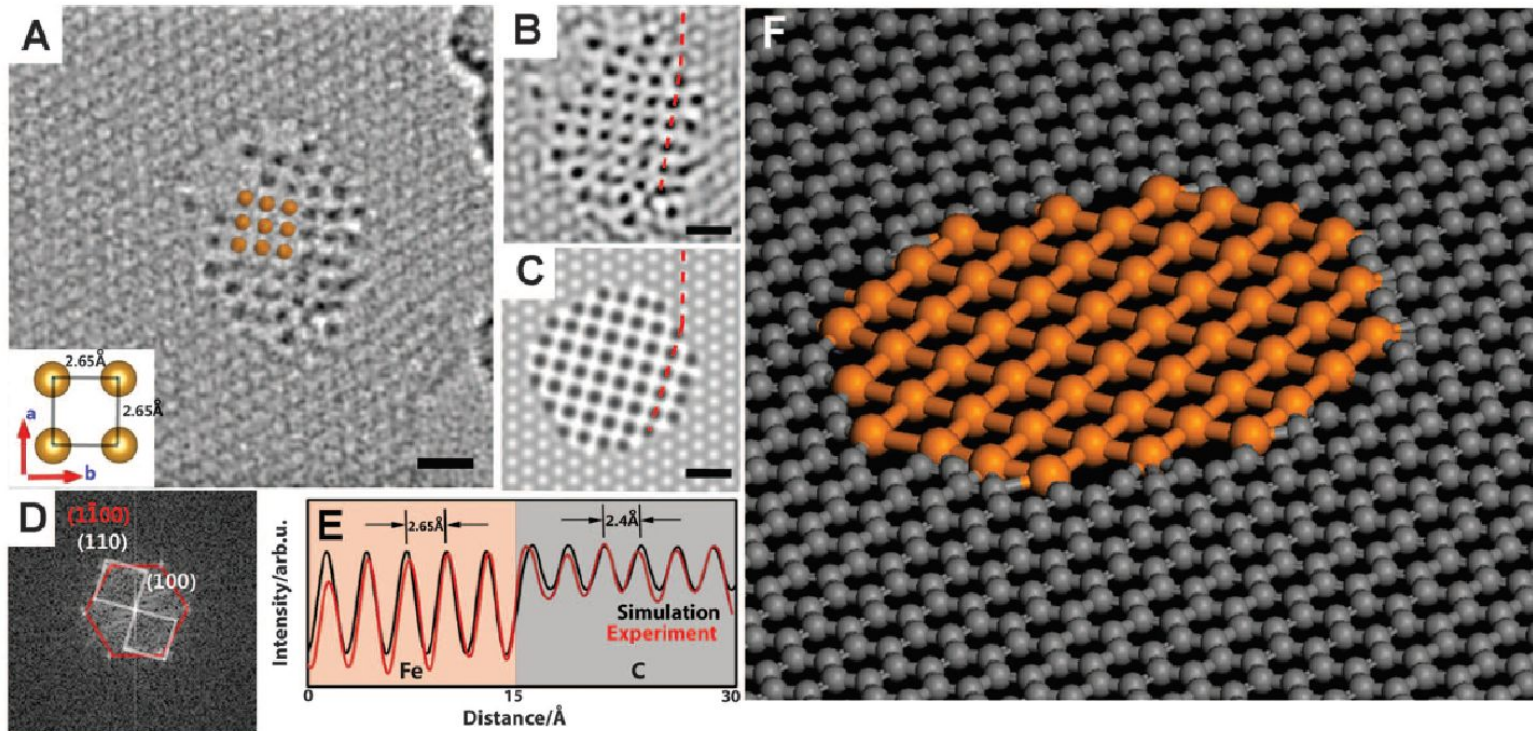 A
2.65Å
2.65Å
a
b
B
C
D
(11̄00)
(110)
(100)
E
2.65Å
2.4Å
Simulation
Experiment
Fe
C
Intensity/arb.u.
0
15
30
Distance/Å
F